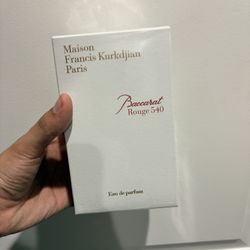 Maison
Francis Kurkdjian
Paris
Baccarat
Rouge 540
Eau de parfum